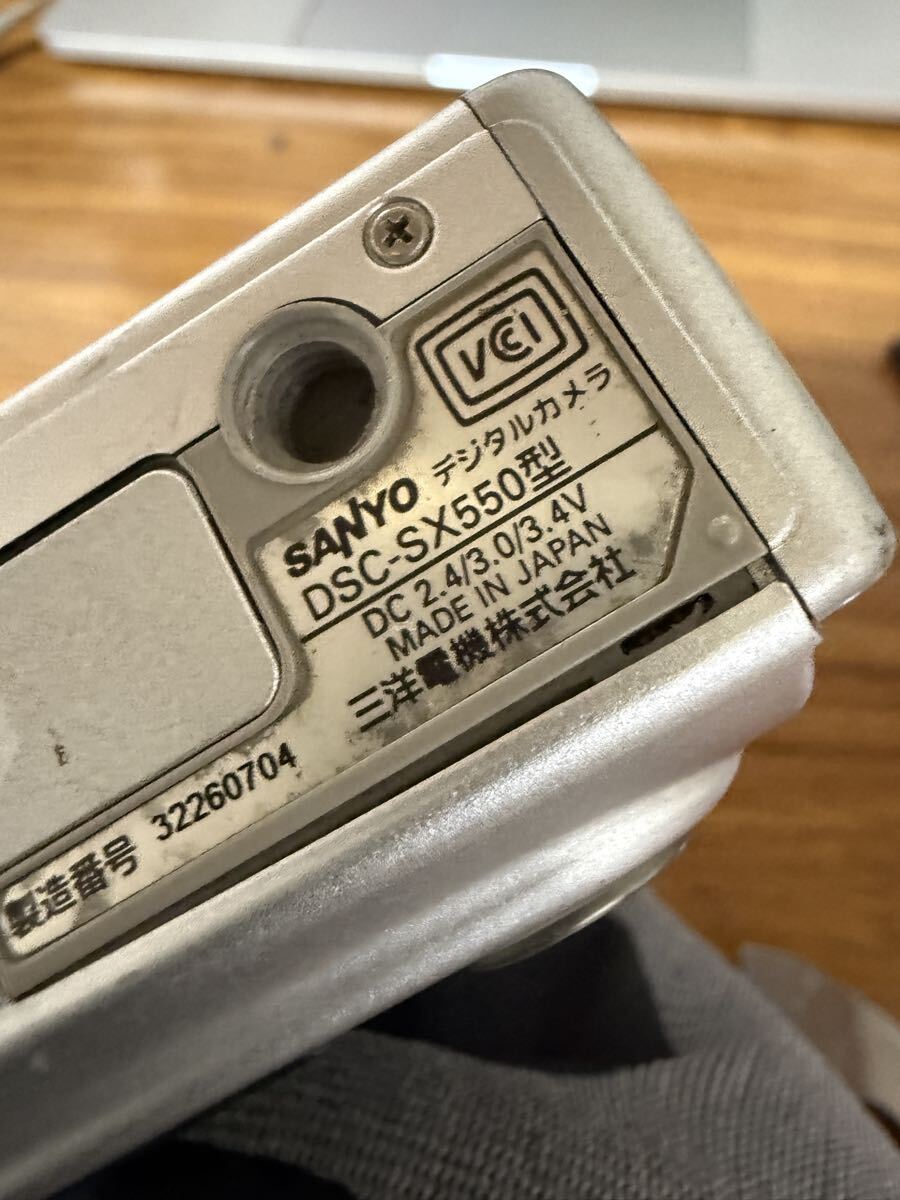 VCCI
SANYO デジタルカメラ
DSC-SX550型
DC 2.4/3.0/3.4V
MADE IN JAPAN
三洋電機株式会社
製造番号 32260704